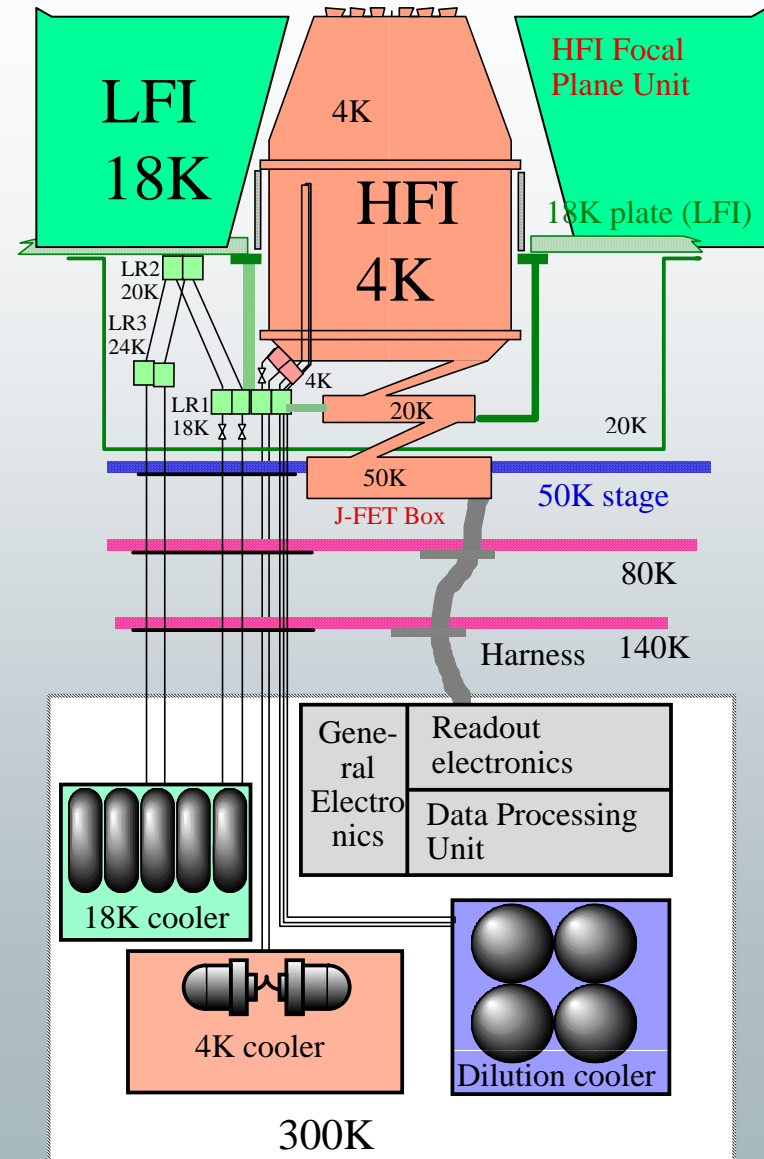 HFI Focal
Plane Unit
LFI
18K
4K
HFI
4K
18K plate (LFI)
LR2
20K
LR3
24K
4K
LR1
18K
20K
20K
50K
50K stage
J-FET Box
80K
140K
Harness
Gene-
ral
Electro
nics
Readout
electronics
Data Processing
Unit
18K cooler
4K cooler
Dilution cooler
300K